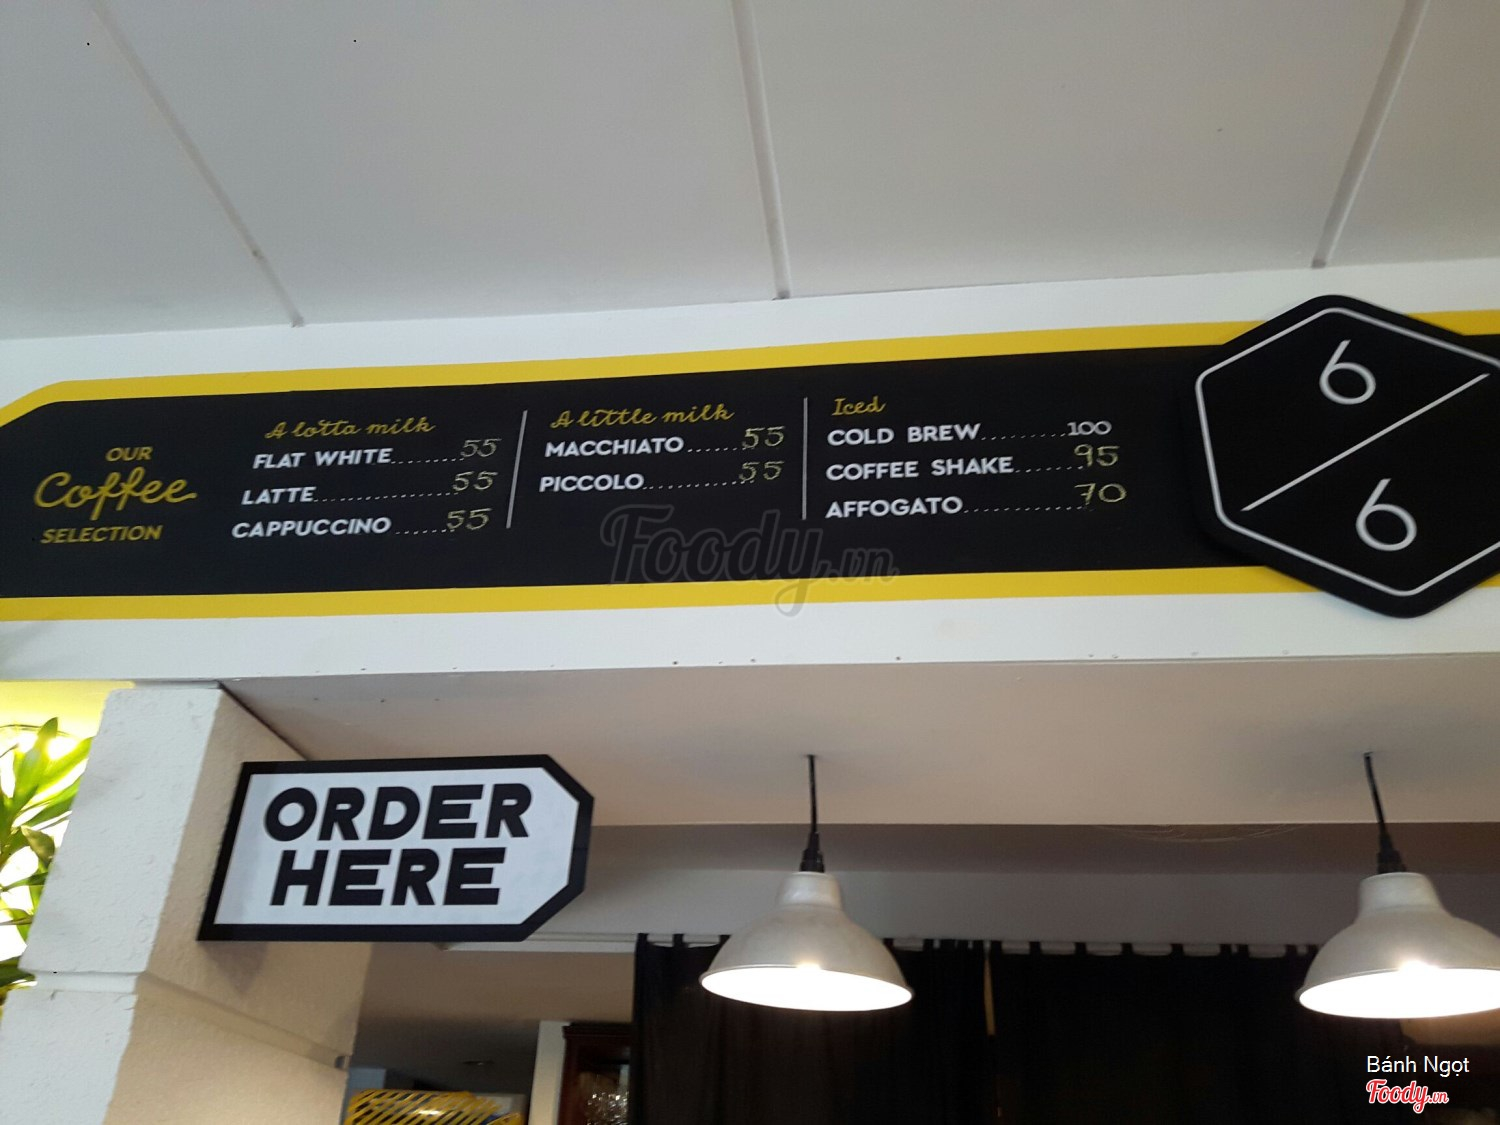 OUR
Coffee
SELECTION
A lotta milk
FLAT WHITE........55
LATTE....................55
CAPPUCCINO......55
A little milk
MACCHIATO......55
PICCOLO..............55
Iced
COLD BREW.........100
COFFEE SHAKE......95
AFFOGATO...............70
6
6
ORDER
HERE
Foody.vn
Bánh Ngọt
Foody.vn